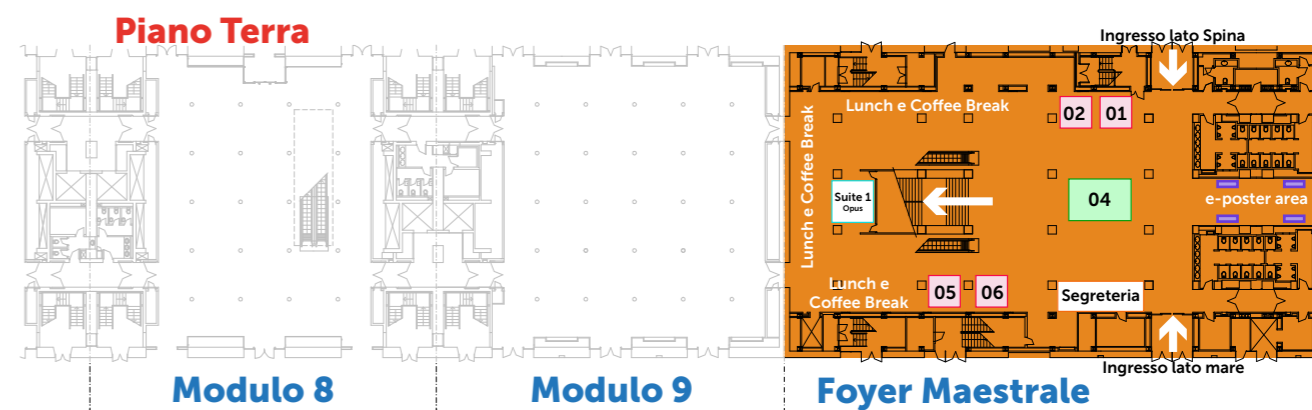 Piano Terra
Ingresso lato Spina
Lunch e Coffee Break
02
01
Lunch e Coffee Break
Suite 1
Opus
04
e-poster area
Lunch e
Coffee Break
05
06
Segreteria
Ingresso lato mare
Modulo 8
Modulo 9
Foyer Maestrale